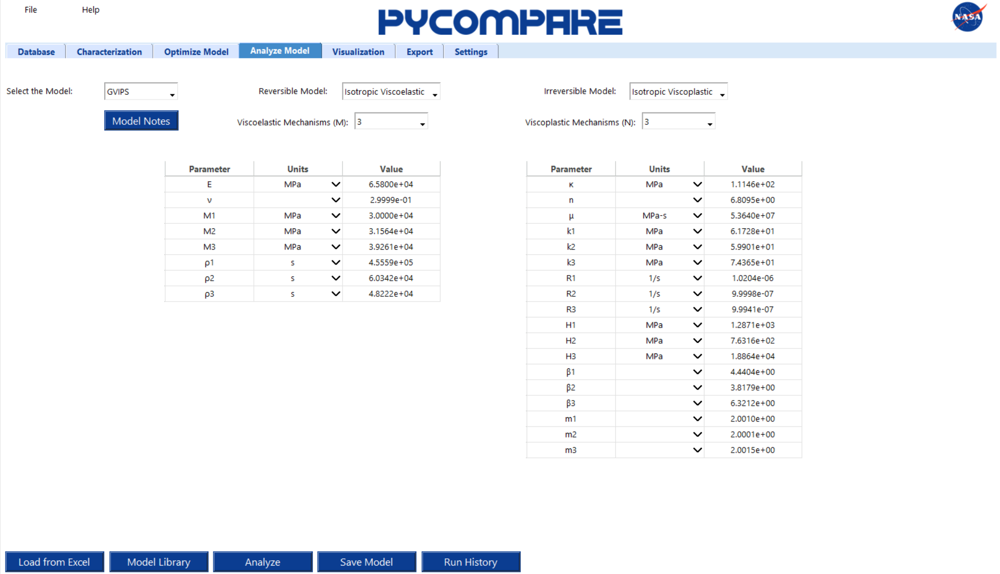 File Help
PYCOMPARE
NASA
Database Characterization Optimize Model Analyze Model Visualization Export Settings
Select the Model: GVIPS Reversible Model: Isotropic Viscoelastic Irreversible Model: Isotropic Viscoplastic
Model Notes Viscoelastic Mechanisms (M): 3 Viscoplastic Mechanisms (N): 3
Parameter Units Value
E MPa 6.5800e+04
ν 2.9999e-01
M1 MPa 3.0000e+04
M2 MPa 3.1564e+04
M3 MPa 3.9261e+04
ρ1 s 4.5559e+05
ρ2 s 6.0342e+04
ρ3 s 4.8222e+04
Parameter Units Value
κ MPa 1.1146e+02
n 6.8095e+00
μ MPa-s 5.3640e+07
k1 MPa 6.1728e+01
k2 MPa 5.9901e+01
k3 MPa 7.4365e+01
R1 1/s 1.0204e-06
R2 1/s 9.9998e-07
R3 1/s 9.9941e-07
H1 MPa 1.2871e+03
H2 MPa 7.6316e+02
H3 MPa 1.8864e+04
β1 4.4404e+00
β2 3.8179e+00
β3 6.3212e+00
m1 2.0010e+00
m2 2.0001e+00
m3 2.0015e+00
Load from Excel Model Library Analyze Save Model Run History